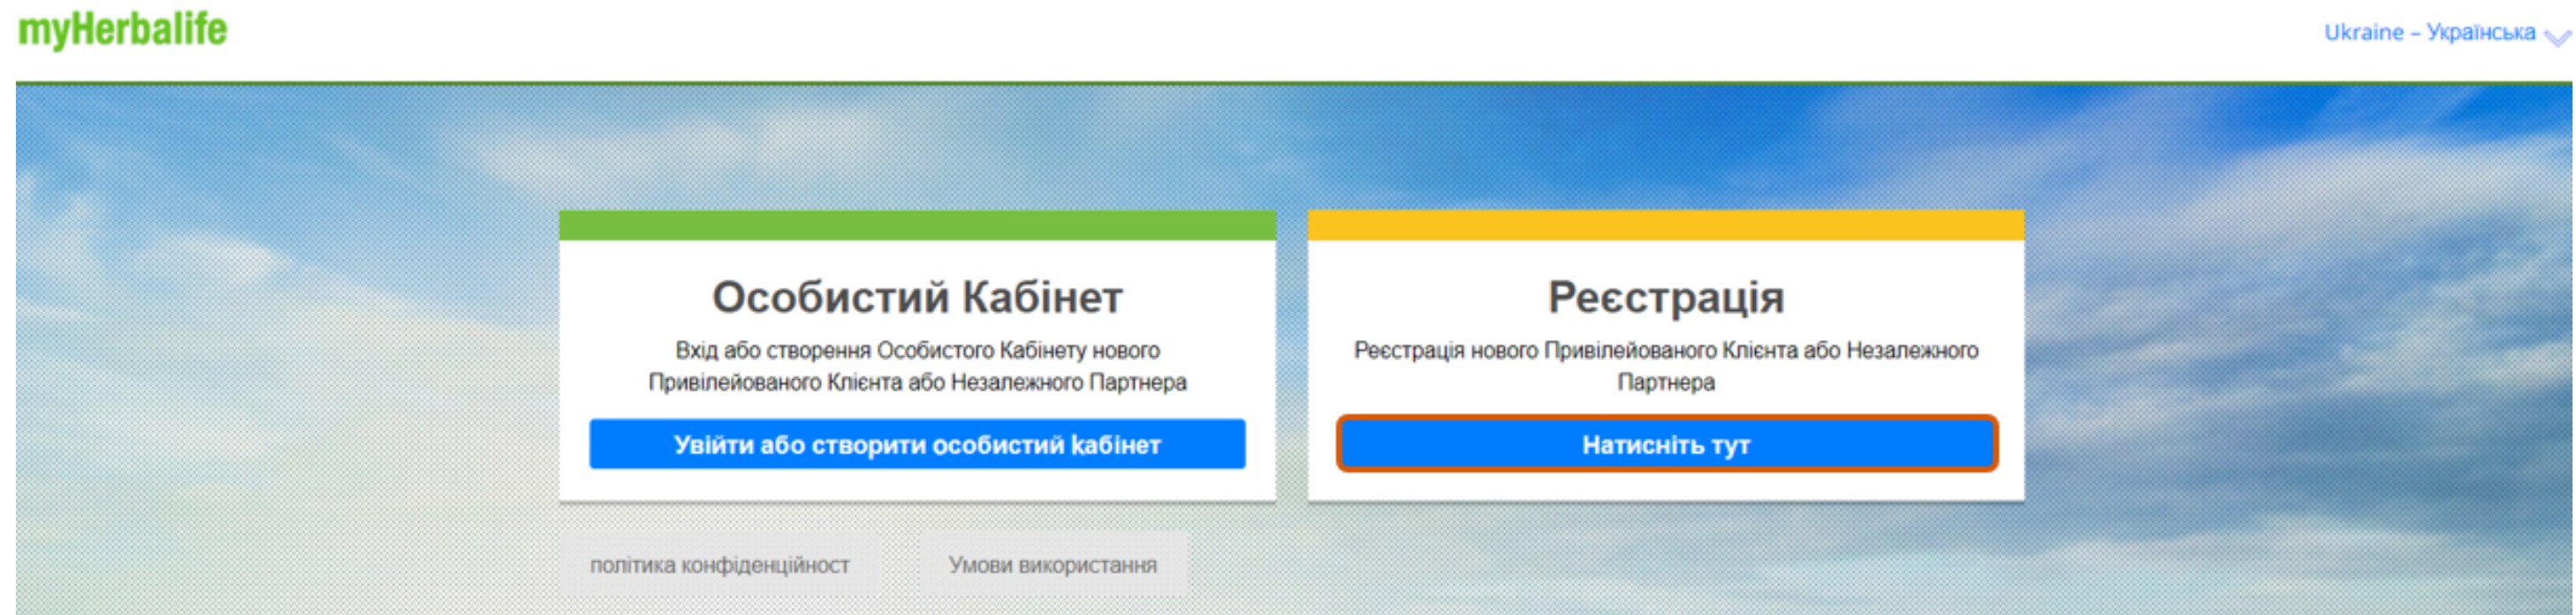 myHerbalife
Ukraine – Українська
Особистий Кабінет
Вхід або створення Особистого Кабінету нового
Привілейованого Клієнта або Незалежного Партнера
Увійти або створити особистий kабінет
Реєстрація
Реєстрація нового Привілейованого Клієнта або Незалежного
Партнера
Натисніть тут
політика конфіденційност
Умови використання